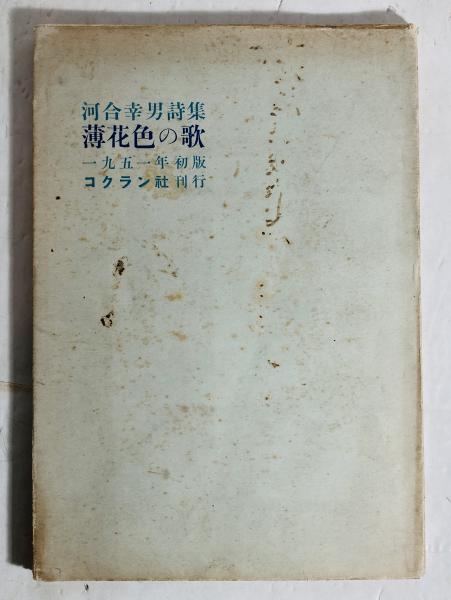 河合幸男詩集
薄花色の歌
一九五一年初版
コクラン社刊行